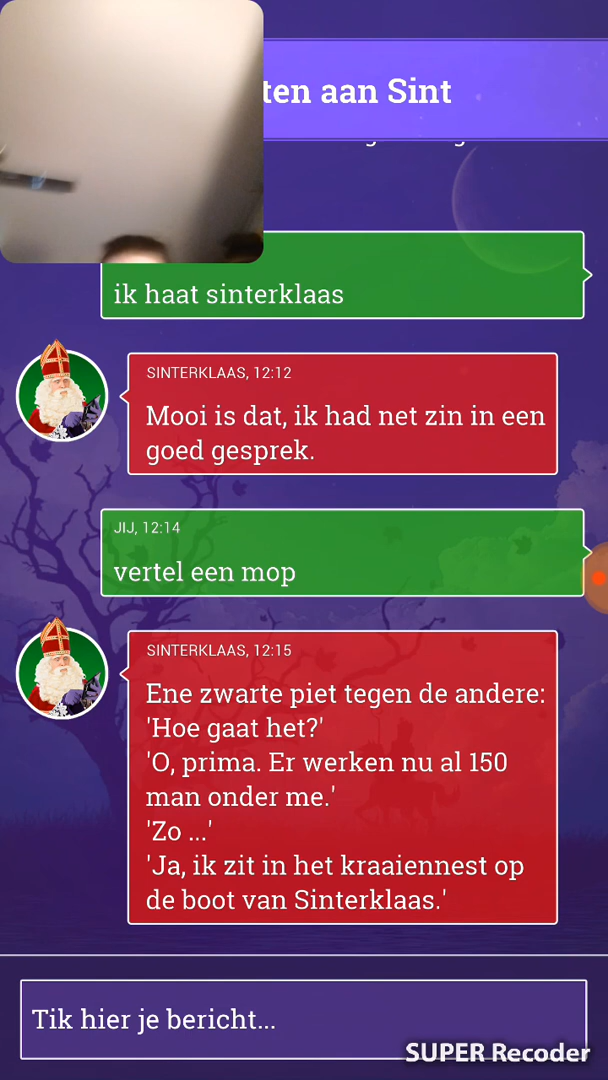 ten aan Sint
ik haat sinterklaas
SINTERKLAAS, 12:12
Mooi is dat, ik had net zin in een
goed gesprek.
JIJ, 12:14
vertel een mop
SINTERKLAAS, 12:15
Ene zwarte piet tegen de andere:
'Hoe gaat het?'
'O, prima. Er werken nu al 150
man onder me.'
'Zo ...'
'Ja, ik zit in het kraaiennest op
de boot van Sinterklaas.'
Tik hier je bericht...
SUPER Recoder